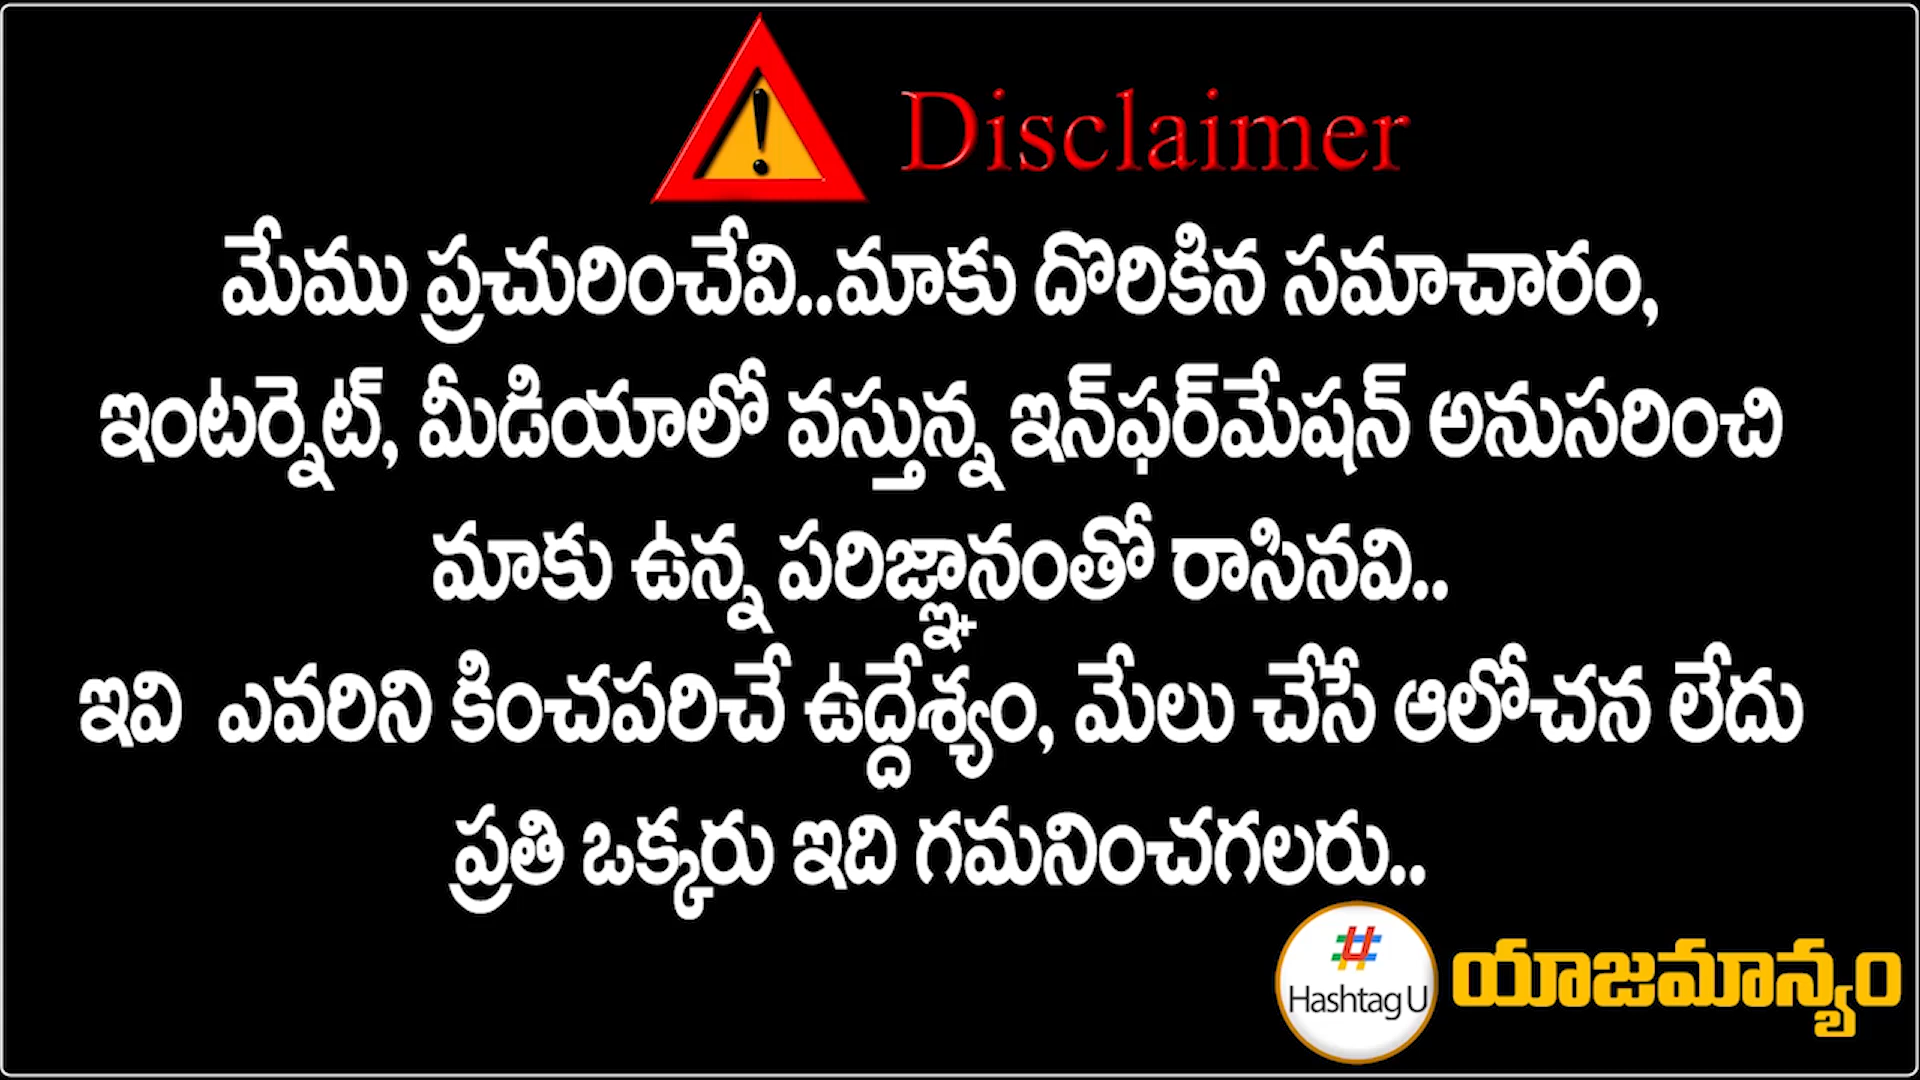 Disclaimer
మేము ప్రచురించేవి..మాకు దొరికిన సమాచారం,
ఇంటర్నెట్, మీడియాలో వస్తున్న ఇన్‌ఫర్‌మేషన్ అనుసరించి
మాకు ఉన్న పరిజ్ఞానంతో రాసినవి..
ఇవి ఎవరిని కించపరిచే ఉద్దేశ్యం, మేలు చేసే ఆలోచన లేదు
ప్రతి ఒక్కరు ఇది గమనించగలరు..
#
Hashtag U
యాజమాన్యం